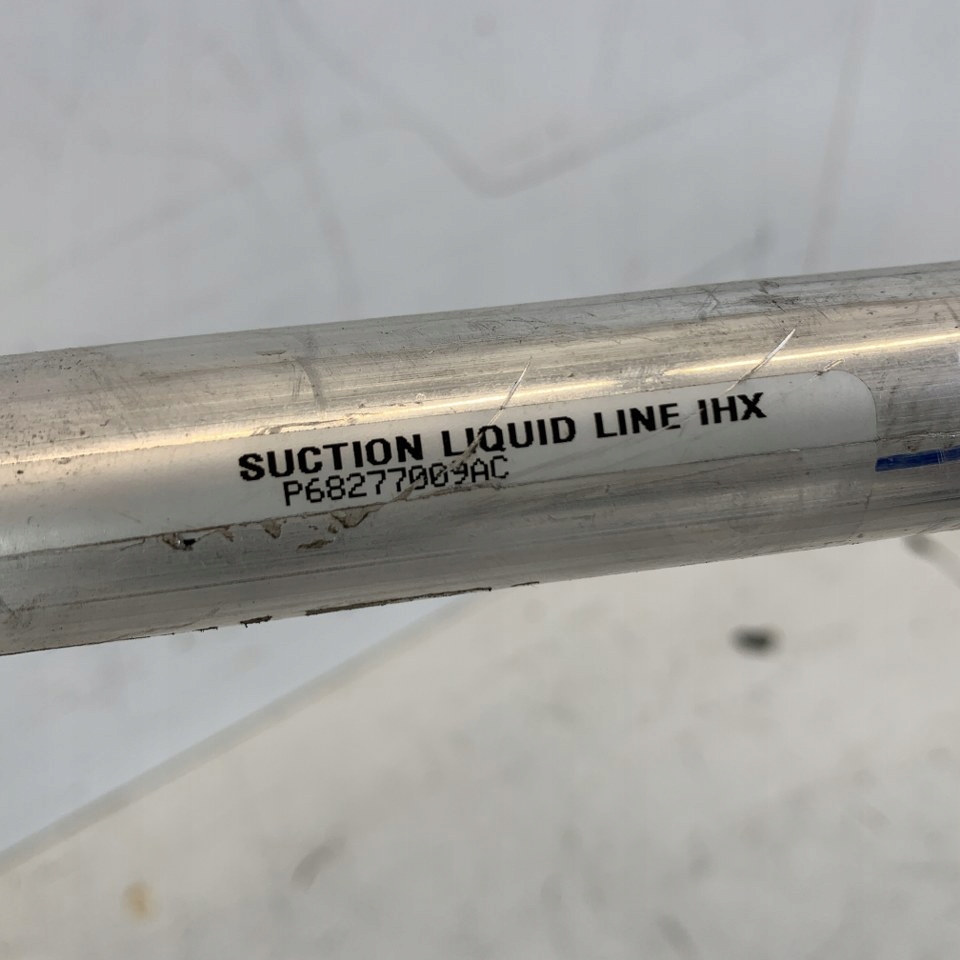 SUCTION LIQUID LINE IHX
P68277009AC